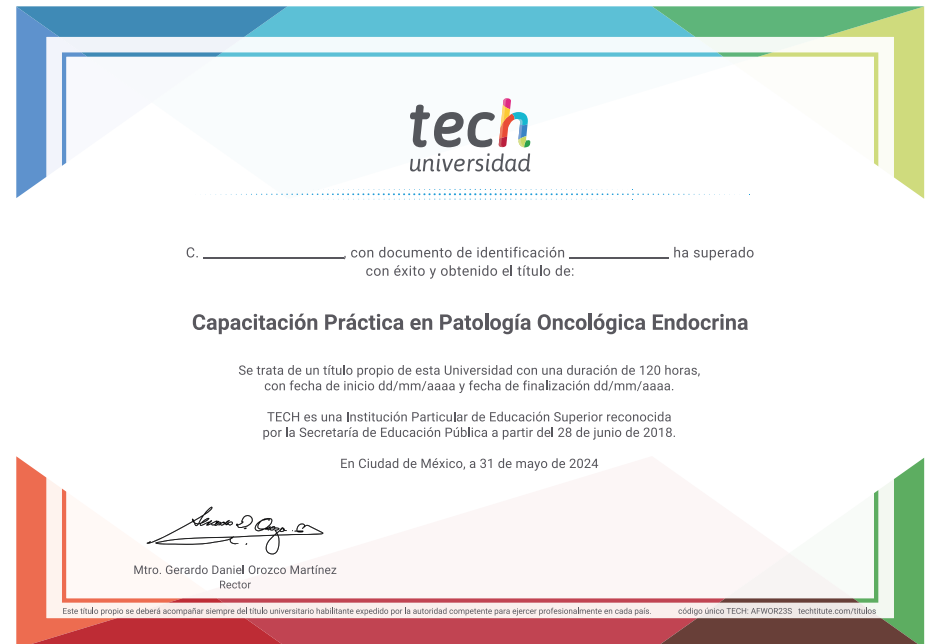 tech
universidad
C. ____________, con documento de identificación ____________ ha superado
con éxito y obtenido el título de:
Capacitación Práctica en Patología Oncológica Endocrina
Se trata de un título propio de esta Universidad con una duración de 120 horas,
con fecha de inicio dd/mm/aaaa y fecha de finalización dd/mm/aaaa.
TECH es una Institución Particular de Educación Superior reconocida
por la Secretaría de Educación Pública a partir del 28 de junio de 2018.
En Ciudad de México, a 31 de mayo de 2024
Mtro. Gerardo Daniel Orozco Martínez
Rector
Este título propio se deberá acompañar siempre del título universitario habilitante expedido por la autoridad competente para ejercer profesionalmente en cada país. código único TECH: AFWOR23S techtitute.com/titulos